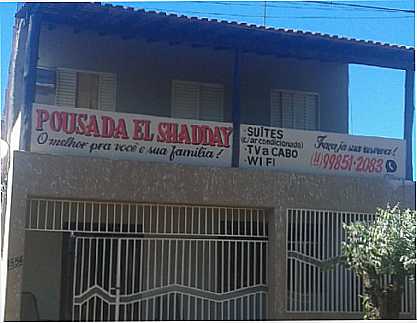 POUSADA EL SHADDAY
O melhor pra você e sua família!
·SUÍTES
(c/ar condicionado)
·TV a CABO
·WI FI
Faça já sua reserva!
99851-2083